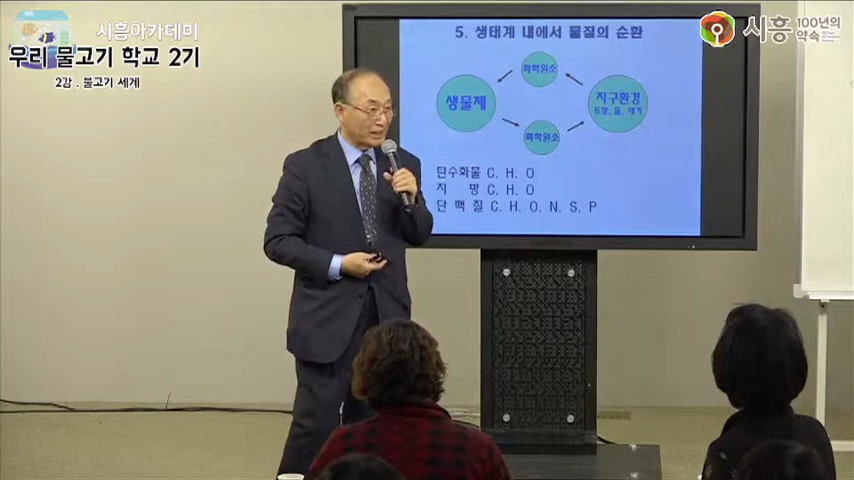 시흥아카데미
우리 물고기 학교 2기
2강 . 물고기 세계
시흥 100년의 약속
5. 생태계 내에서 물질의 순환
화학원소
생물체
지구환경
토양, 물, 대기
화학원소
탄수화물 C. H. O
지 방 C. H. O
단 백 질 C. H. O. N. S. P